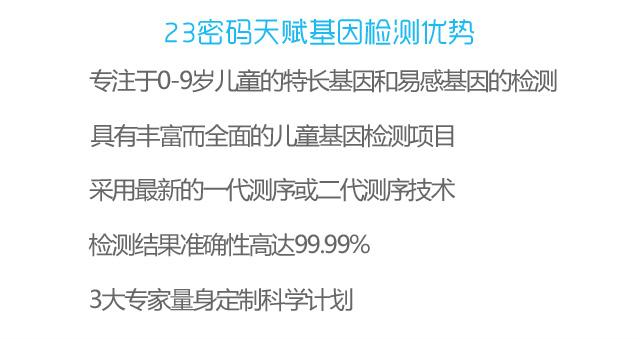 23密码天赋基因检测优势
专注于0-9岁儿童的特长基因和易感基因的检测
具有丰富而全面的儿童基因检测项目
采用最新的一代测序或二代测序技术
检测结果准确性高达99.99%
3大专家量身定制科学计划